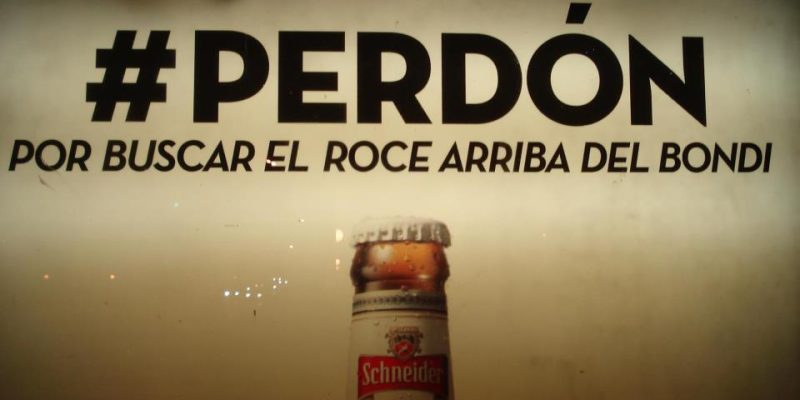 #PERDÓN
POR BUSCAR EL ROCE ARRIBA DEL BONDI
Schneider